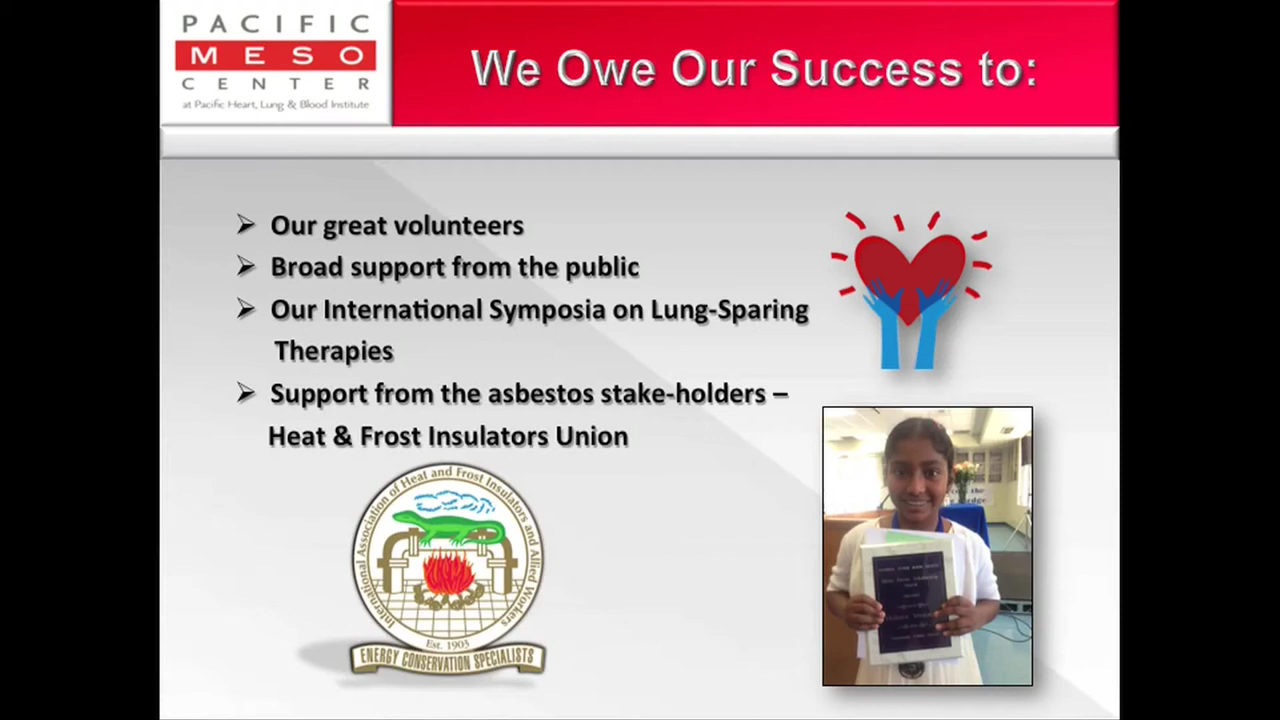 PACIFIC
MESO
CENTER
at Pacific Heart, Lung & Blood Institute
We Owe Our Success to:
➢ Our great volunteers
➢ Broad support from the public
➢ Our International Symposia on Lung-Sparing
Therapies
➢ Support from the asbestos stake-holders –
Heat & Frost Insulators Union
International Association of Heat and Frost Insulators and Allied Workers
Est. 1903
ENERGY CONSERVATION SPECIALISTS